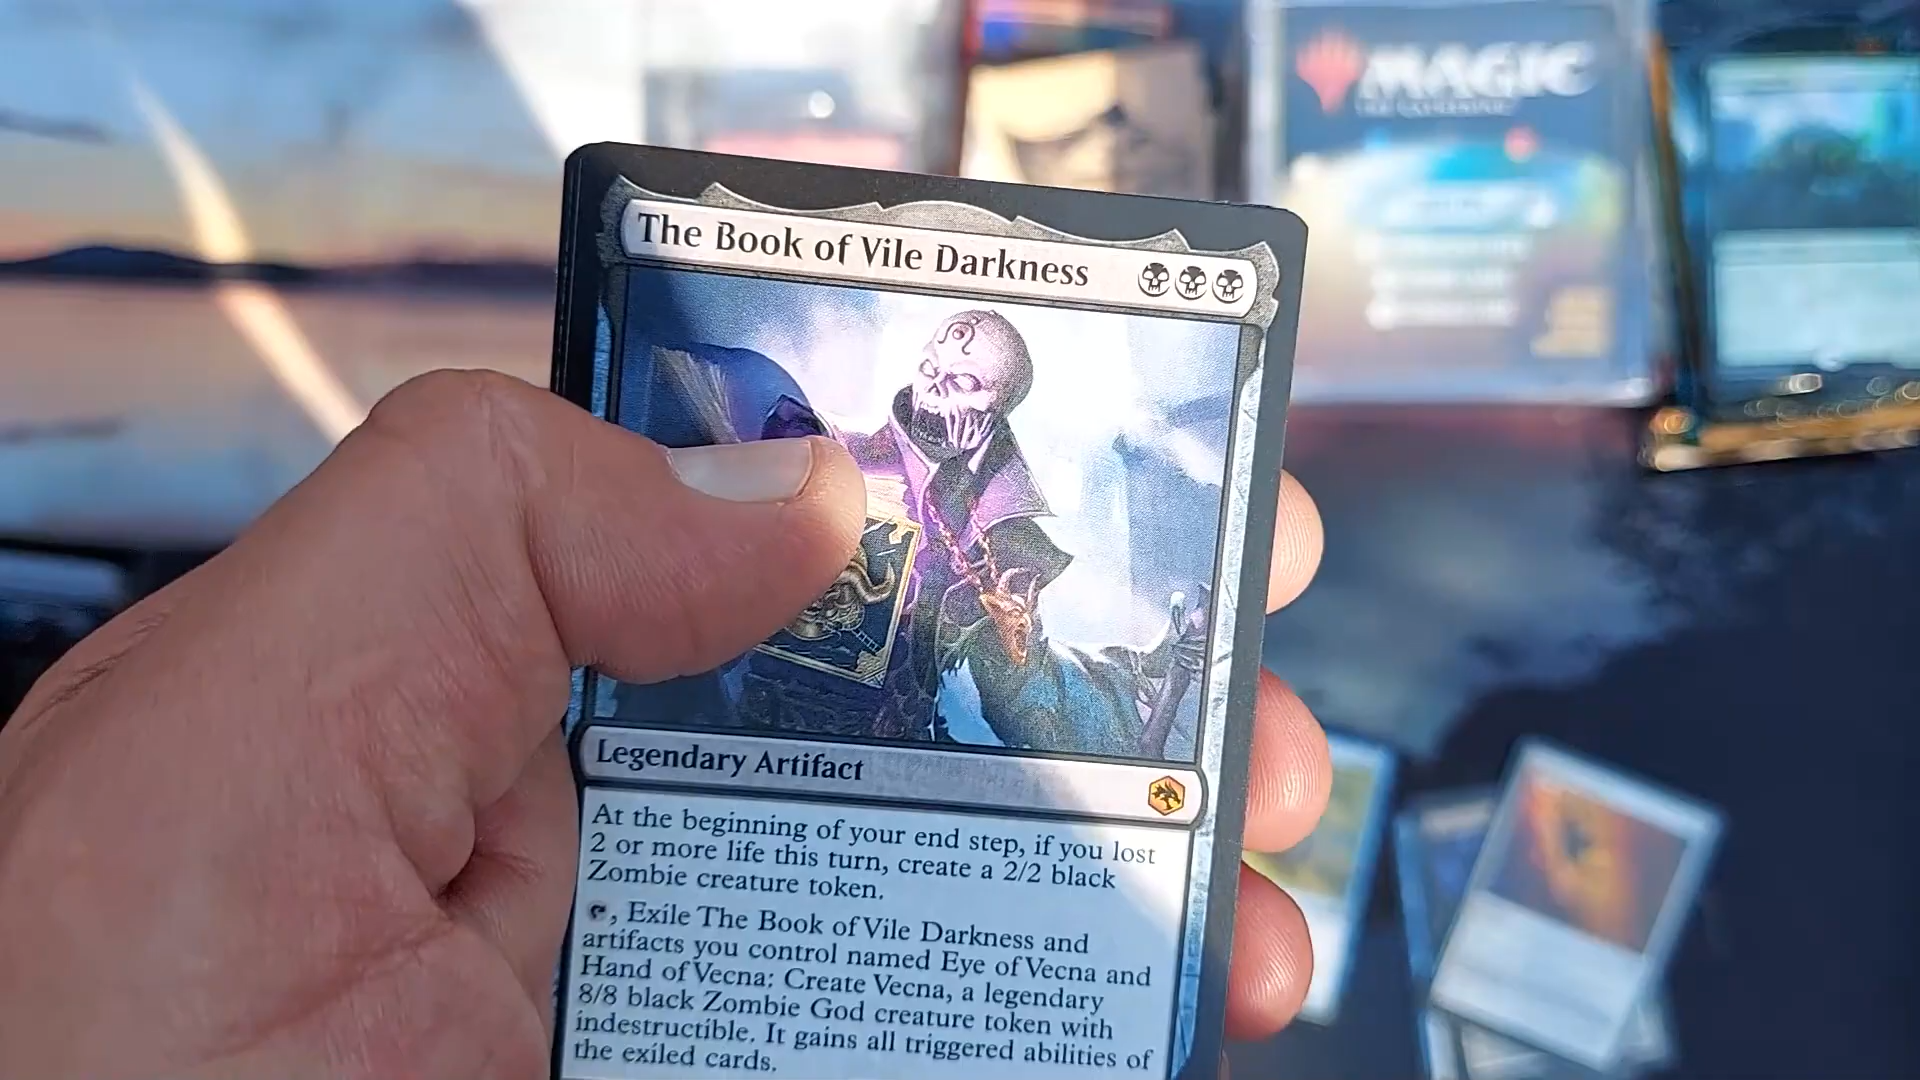 MAGIC
The Book of Vile Darkness
Legendary Artifact
At the beginning of your end step, if you lost
2 or more life this turn, create a 2/2 black
Zombie creature token.
, Exile The Book of Vile Darkness and
artifacts you control named Eye of Vecna and
Hand of Vecna: Create Vecna, a legendary
8/8 black Zombie God creature token with
indestructible. It gains all triggered abilities of
the exiled cards.